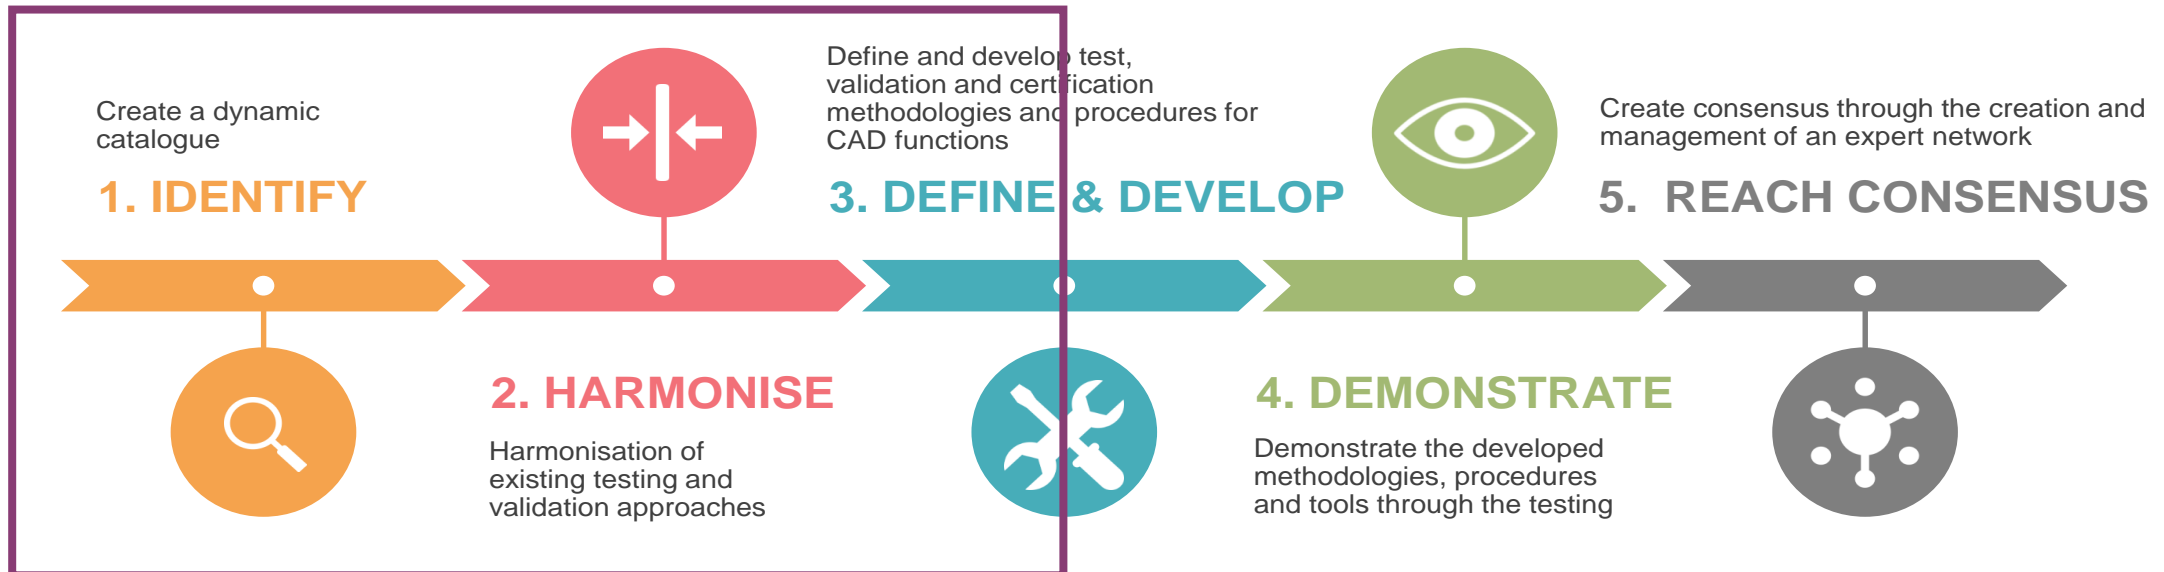 Create a dynamic
catalogue
1. IDENTIFY
2. HARMONISE
Harmonisation of
existing testing and
validation approaches
Define and develop test,
validation and certification
methodologies and procedures for
CAD functions
3. DEFINE & DEVELOP
4. DEMONSTRATE
Demonstrate the developed
methodologies, procedures
and tools through the testing
Create consensus through the creation and
management of an expert network
5. REACH CONSENSUS